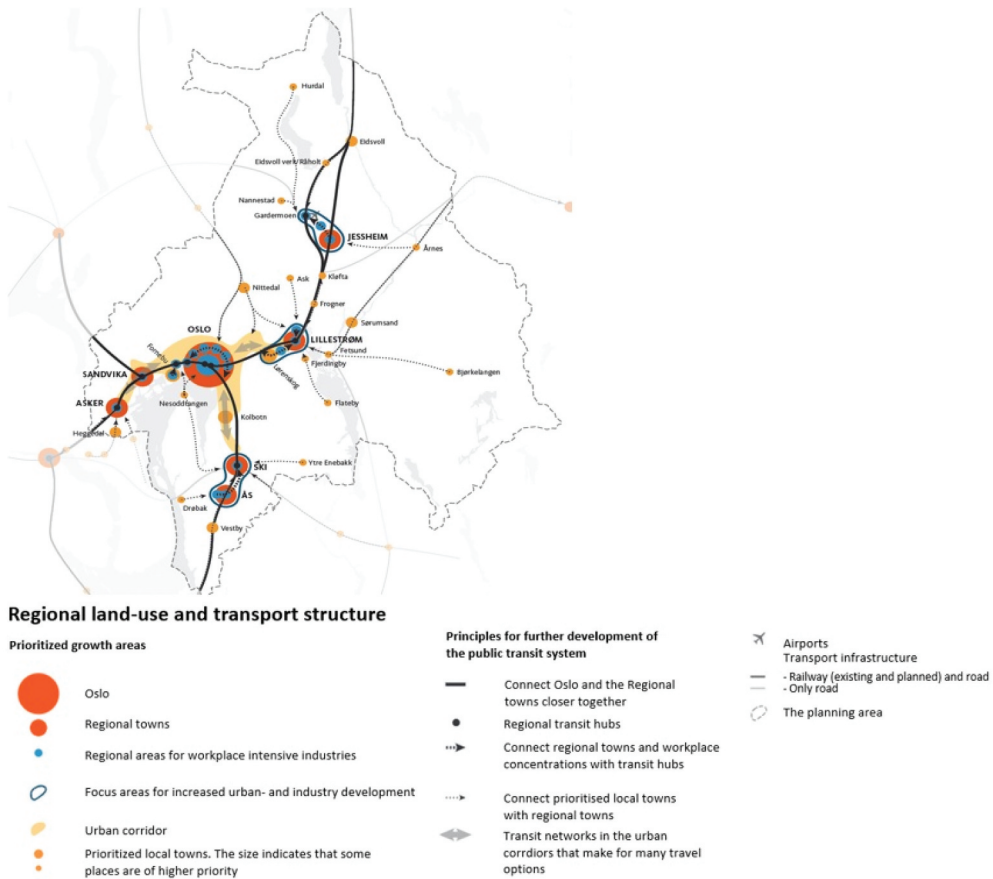 Hurdal
Eidsvoll
Eidsvoll verk/Råholt
Nannestad
Gardermoen
JESSHEIM
Årnes
Kløfta
Ask
Nittedal
Frogner
Sørumsand
OSLO
LILLESTRØM
Fetsund
Fornebu
Lørenskog
Fjerdingby
Bjørkelangen
SANDVIKA
ASKER
Nesoddtangen
Flateby
Kolbotn
Heggedal
SKI
Ytre Enebakk
ÅS
Drøbak
Vestby
Regional land-use and transport structure
Prioritized growth areas
Oslo
Regional towns
Regional areas for workplace intensive industries
Focus areas for increased urban- and industry development
Urban corridor
Prioritized local towns. The size indicates that some
places are of higher priority
Principles for further development of
the public transit system
Connect Oslo and the Regional
towns closer together
Regional transit hubs
Connect regional towns and workplace
concentrations with transit hubs
Connect prioritised local towns
with regional towns
Transit networks in the urban
corrdiors that make for many travel
options
Airports
Transport infrastructure
- Railway (existing and planned) and road
- Only road
The planning area